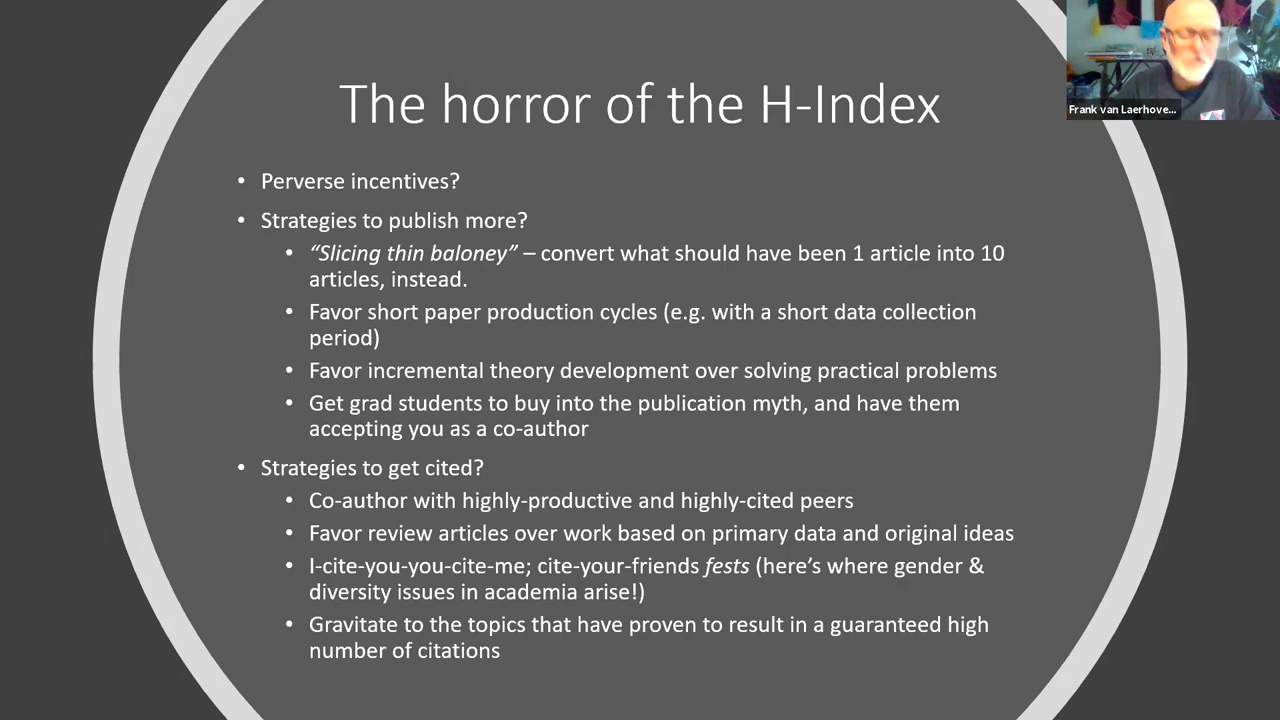 The horror of the H-Index
Frank van Laerhove...
• Perverse incentives?
• Strategies to publish more?
• “Slicing thin baloney” – convert what should have been 1 article into 10
articles, instead.
• Favor short paper production cycles (e.g. with a short data collection
period)
• Favor incremental theory development over solving practical problems
• Get grad students to buy into the publication myth, and have them
accepting you as a co-author
• Strategies to get cited?
• Co-author with highly-productive and highly-cited peers
• Favor review articles over work based on primary data and original ideas
• I-cite-you-you-cite-me; cite-your-friends fests (here’s where gender &
diversity issues in academia arise!)
• Gravitate to the topics that have proven to result in a guaranteed high
number of citations